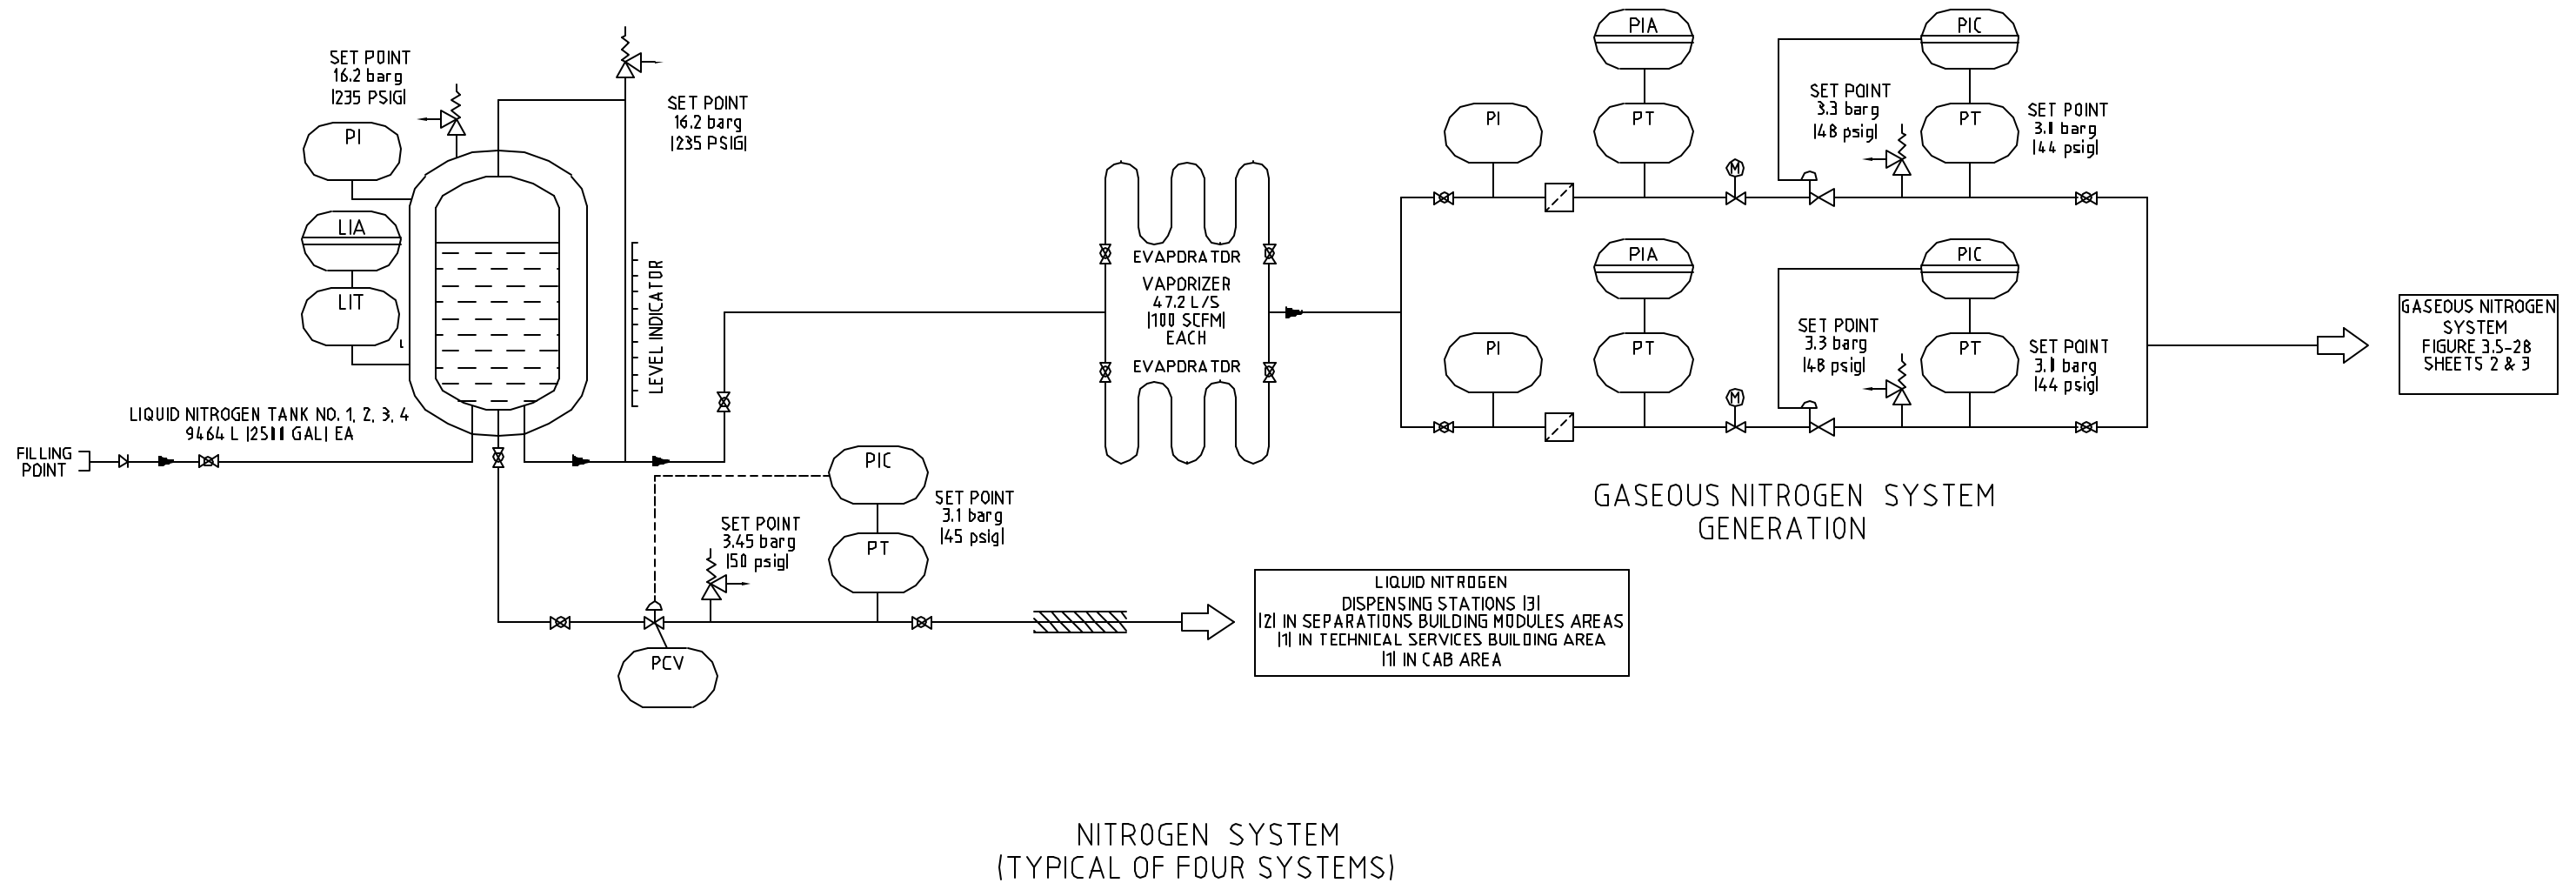 SET POINT
16.2 barg
|235 PSIG|
PI
LIA
LIT
SET POINT
16.2 barg
|235 PSIG|
LEVEL INDICATOR
LIQUID NITROGEN TANK NO. 1, 2, 3, 4
9464 L |2500 GAL| EA
FILLING
POINT
EVAPORATOR
VAPORIZER
47.2 L/S
|100 SCFM|
EACH
EVAPORATOR
PI
PIA
PT
M
SET POINT
3.3 barg
|48 psig|
PIC
PT
SET POINT
3.0 barg
|44 psig|
PI
PIA
PT
M
SET POINT
3.3 barg
|48 psig|
PIC
PT
SET POINT
3.0 barg
|44 psig|
GASEOUS NITROGEN
SYSTEM
FIGURE 3.5-28
SHEETS 2 & 3
GASEOUS NITROGEN SYSTEM
GENERATION
PIC
PT
SET POINT
3.1 barg
|45 psig|
SET POINT
3.45 barg
|50 psig|
PCV
LIQUID NITROGEN
DISPENSING STATIONS |3|
|2| IN SEPARATIONS BUILDING MODULES AREAS
|1| IN TECHNICAL SERVICES BUILDING AREA
|1| IN CAB AREA
NITROGEN SYSTEM
(TYPICAL OF FOUR SYSTEMS)